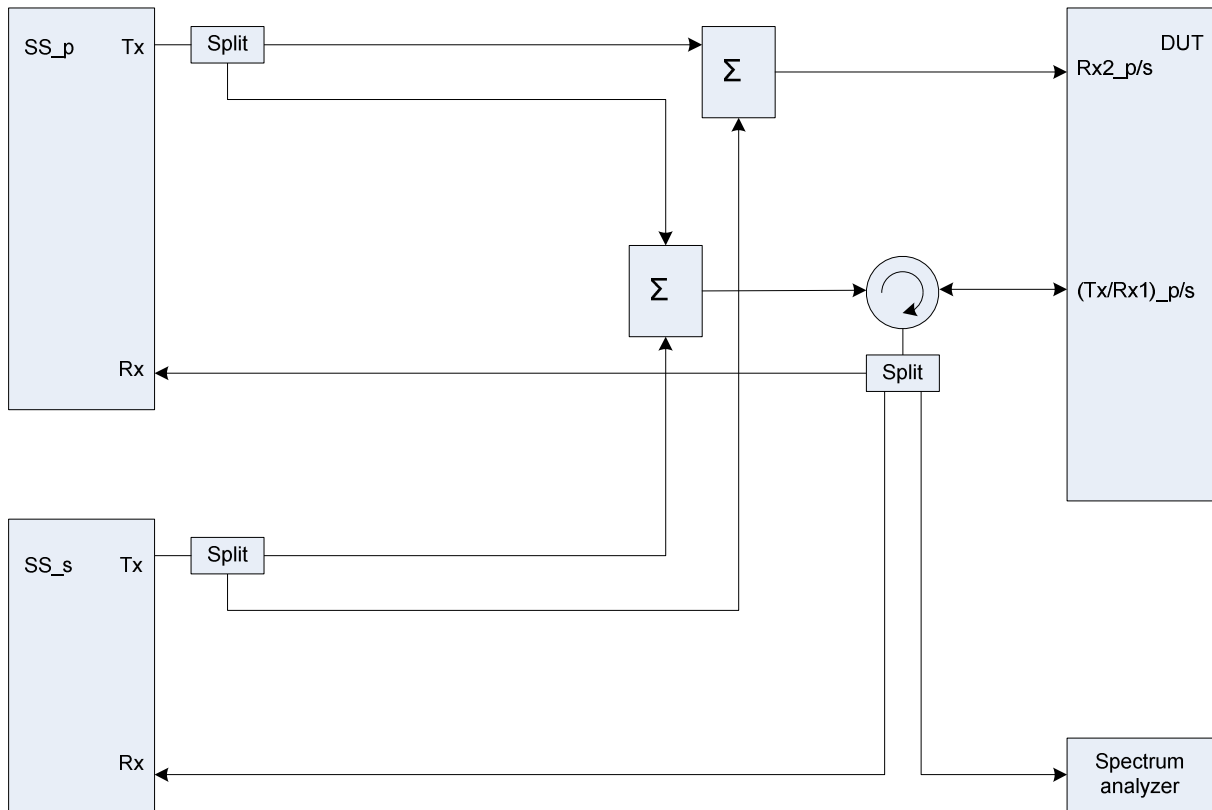 SS_p
Tx
Split
Σ
DUT
Rx2_p/s
Σ
(Tx/Rx1)_p/s
Rx
Split
SS_s
Tx
Split
Rx
Spectrum
analyzer